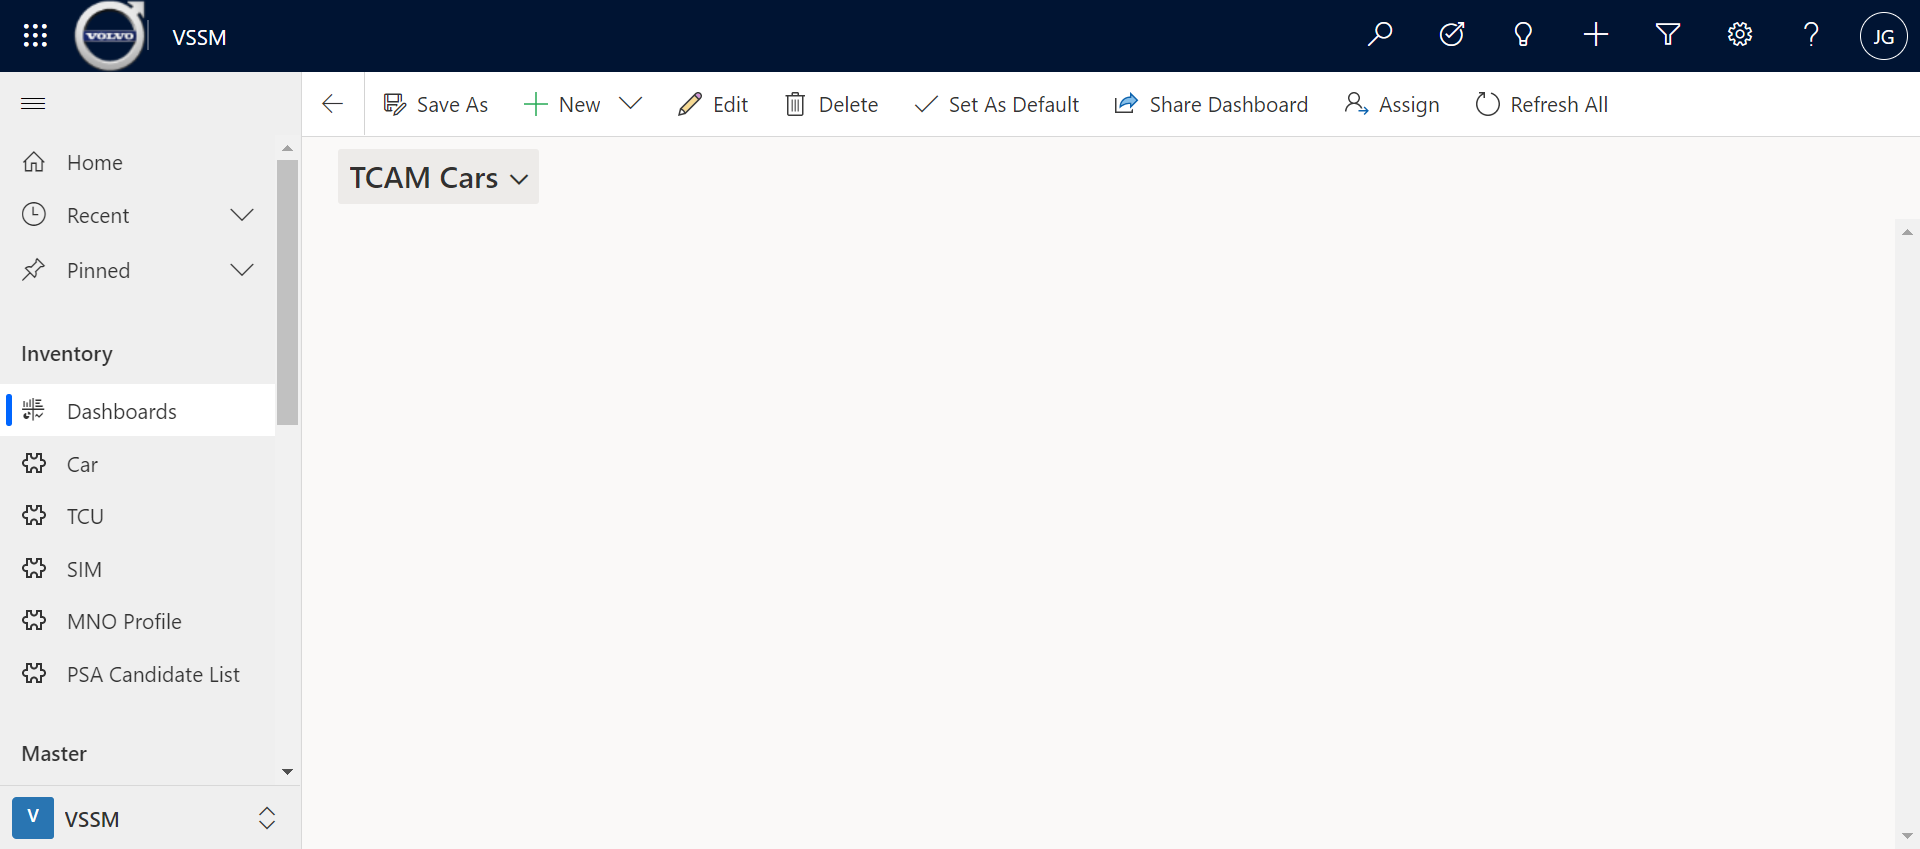 VOLVO
VSSM
JG
Save As
New
Edit
Delete
Set As Default
Share Dashboard
Assign
Refresh All
Home
Recent
Pinned
Inventory
Dashboards
Car
TCU
SIM
MNO Profile
PSA Candidate List
Master
V
VSSM
TCAM Cars